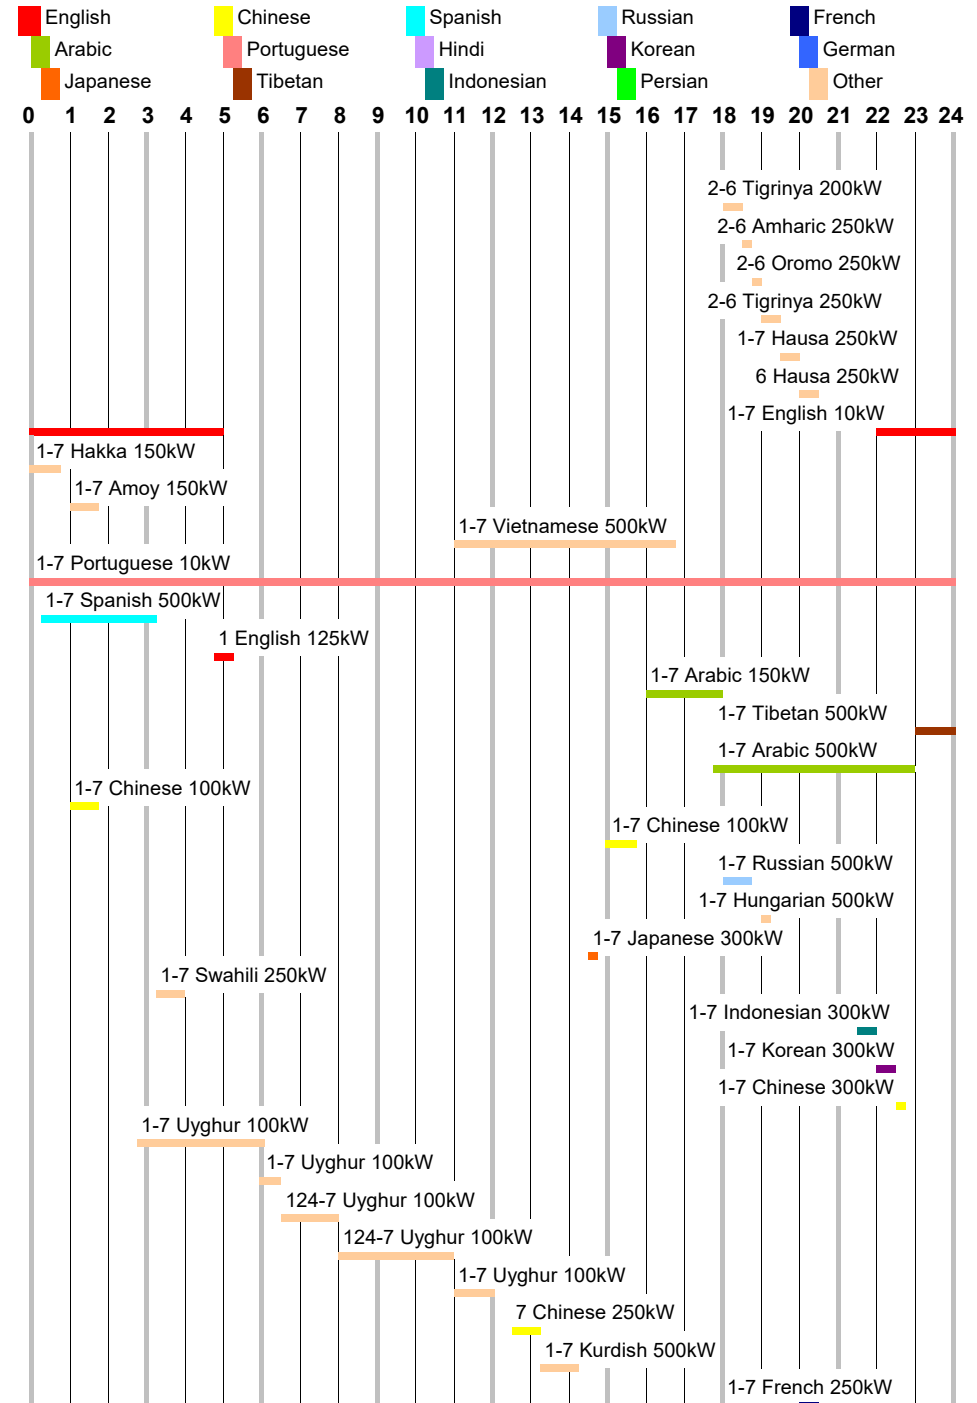 English Chinese Spanish Russian French
Arabic Portuguese Hindi Korean German
Japanese Tibetan Indonesian Persian Other
0 1 2 3 4 5 6 7 8 9 10 11 12 13 14 15 16 17 18 19 20 21 22 23 24
2-6 Tigrinya 200kW
2-6 Amharic 250kW
2-6 Oromo 250kW
2-6 Tigrinya 250kW
1-7 Hausa 250kW
6 Hausa 250kW
1-7 English 10kW
1-7 Hakka 150kW
1-7 Amoy 150kW
1-7 Vietnamese 500kW
1-7 Portuguese 10kW
1-7 Spanish 500kW
1 English 125kW
1-7 Arabic 150kW
1-7 Tibetan 500kW
1-7 Arabic 500kW
1-7 Chinese 100kW
1-7 Chinese 100kW
1-7 Russian 500kW
1-7 Hungarian 500kW
1-7 Japanese 300kW
1-7 Swahili 250kW
1-7 Indonesian 300kW
1-7 Korean 300kW
1-7 Chinese 300kW
1-7 Uyghur 100kW
1-7 Uyghur 100kW
124-7 Uyghur 100kW
124-7 Uyghur 100kW
1-7 Uyghur 100kW
7 Chinese 250kW
1-7 Kurdish 500kW
1-7 French 250kW